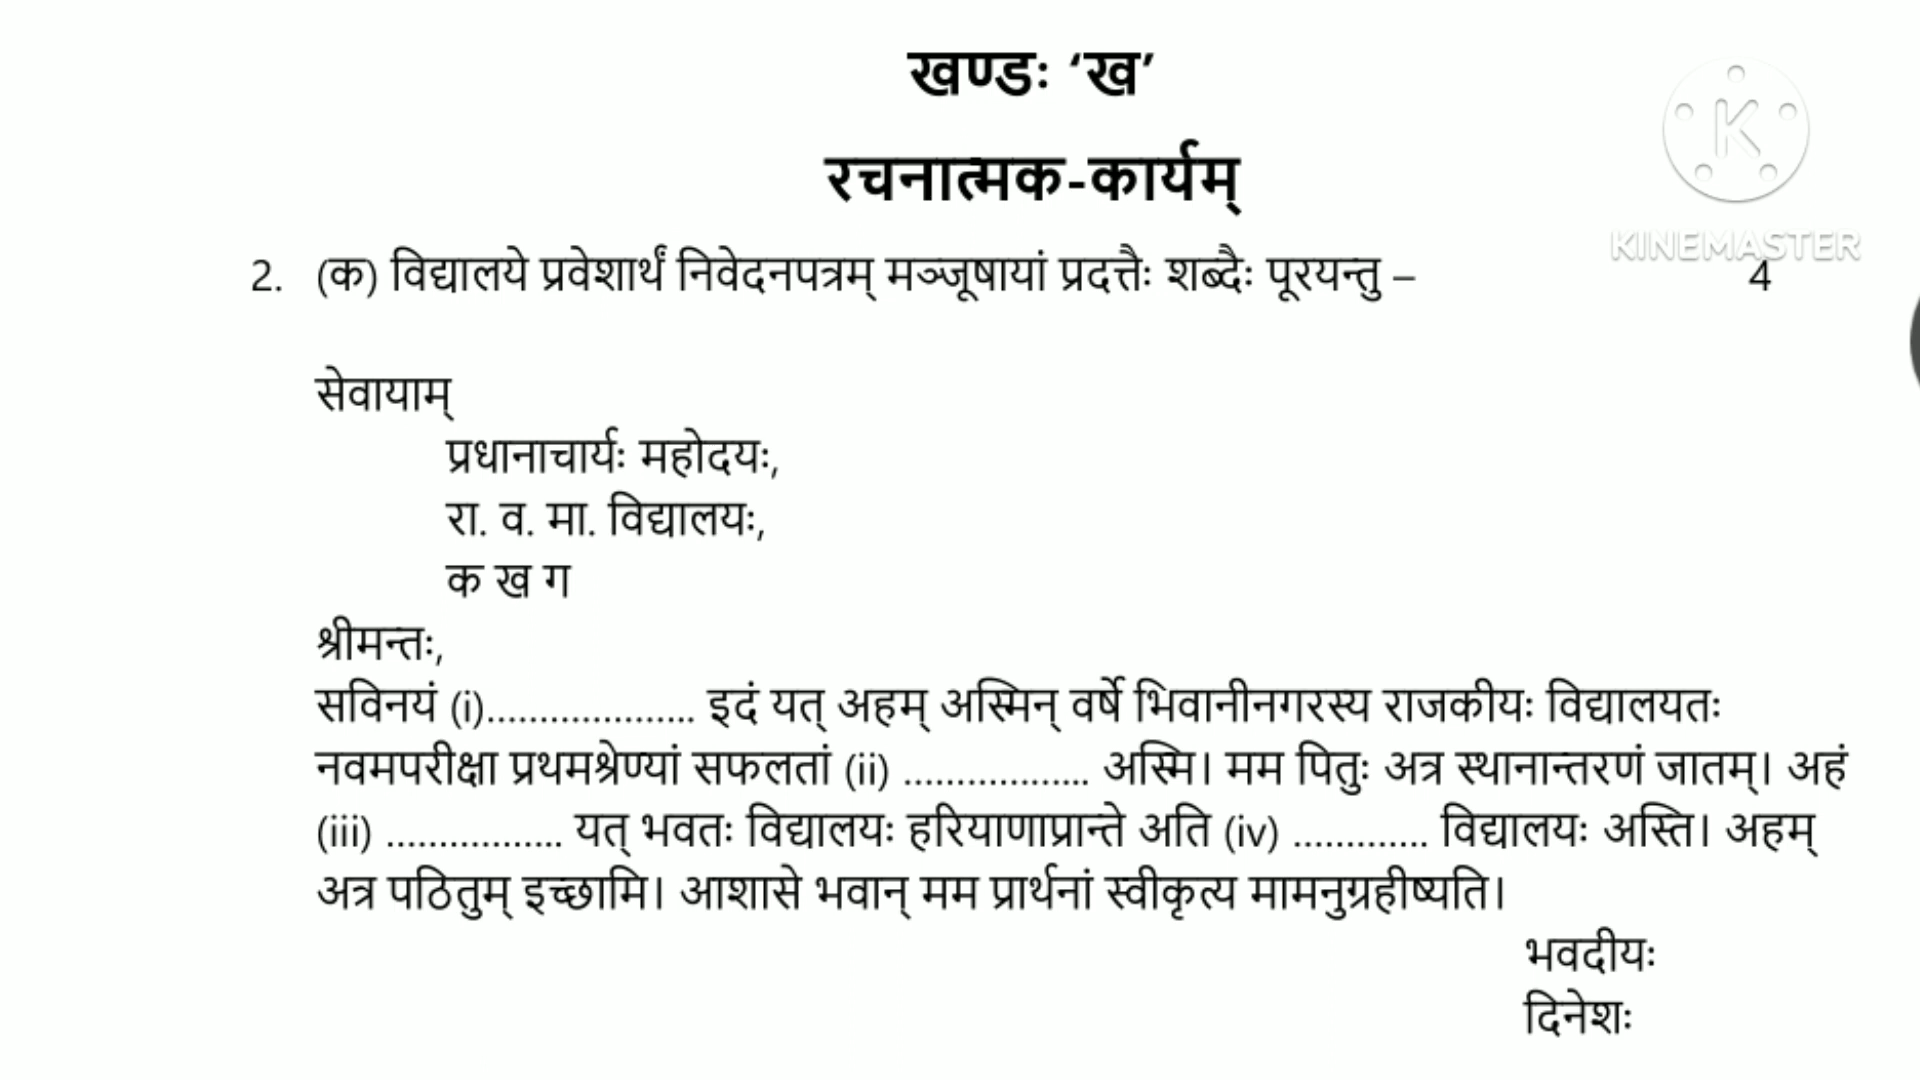 खण्डः ‘ख’
रचनात्मक-कार्यम्
KINEMASTER
2. (क) विद्यालये प्रवेशार्थं निवेदनपत्रम् मञ्जूषायां प्रदत्तैः शब्दैः पूरयन्तु – 4
सेवायाम्
प्रधानाचार्यः महोदयः,
रा. व. मा. विद्यालयः,
क ख ग
श्रीमन्तः,
सविनयं (i).................... इदं यत् अहम् अस्मिन् वर्षे भिवानीनगरस्य राजकीयः विद्यालयतः
नवमपरीक्षा प्रथमश्रेण्यां सफलतां (ii) .................. अस्मि। मम पितुः अत्र स्थानान्तरणं जातम्। अहं
(iii) ................. यत् भवतः विद्यालयः हरियाणाप्रान्ते अति (iv) ............. विद्यालयः अस्ति। अहम्
अत्र पठितुम् इच्छामि। आशासे भवान् मम प्रार्थनां स्वीकृत्य मामनुग्रहीष्यति।
भवदीयः
दिनेशः